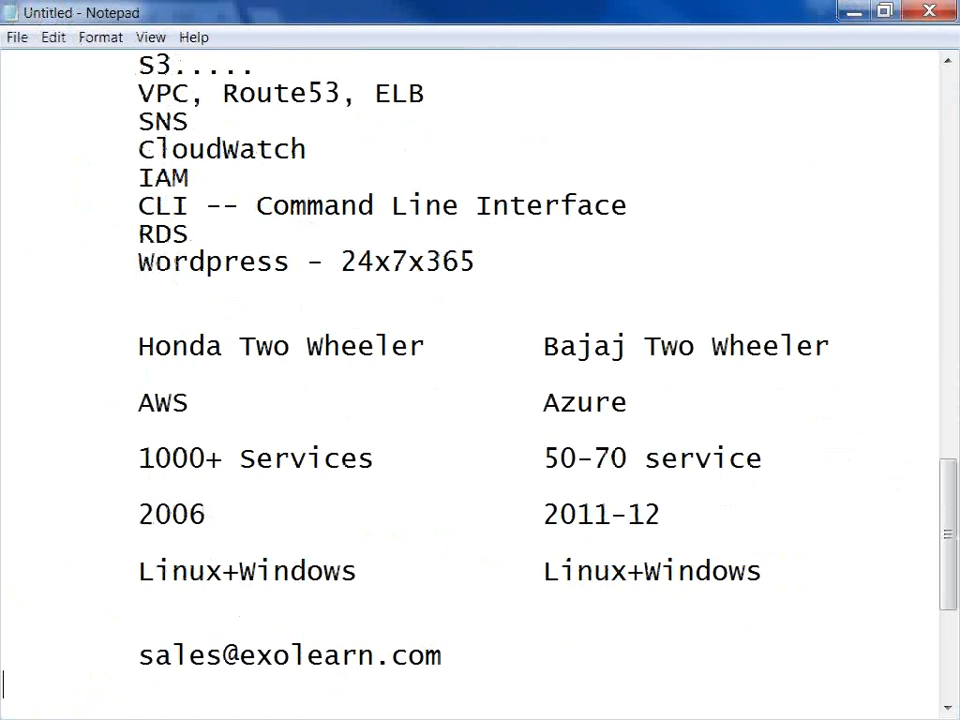 Untitled - Notepad
File Edit Format View Help
S3.....
VPC, Route53, ELB
SNS
CloudWatch
IAM
CLI -- Command Line Interface
RDS
Wordpress - 24x7x365
Honda Two Wheeler Bajaj Two Wheeler
AWS Azure
1000+ Services 50-70 service
2006 2011-12
Linux+Windows Linux+Windows
sales@exolearn.com